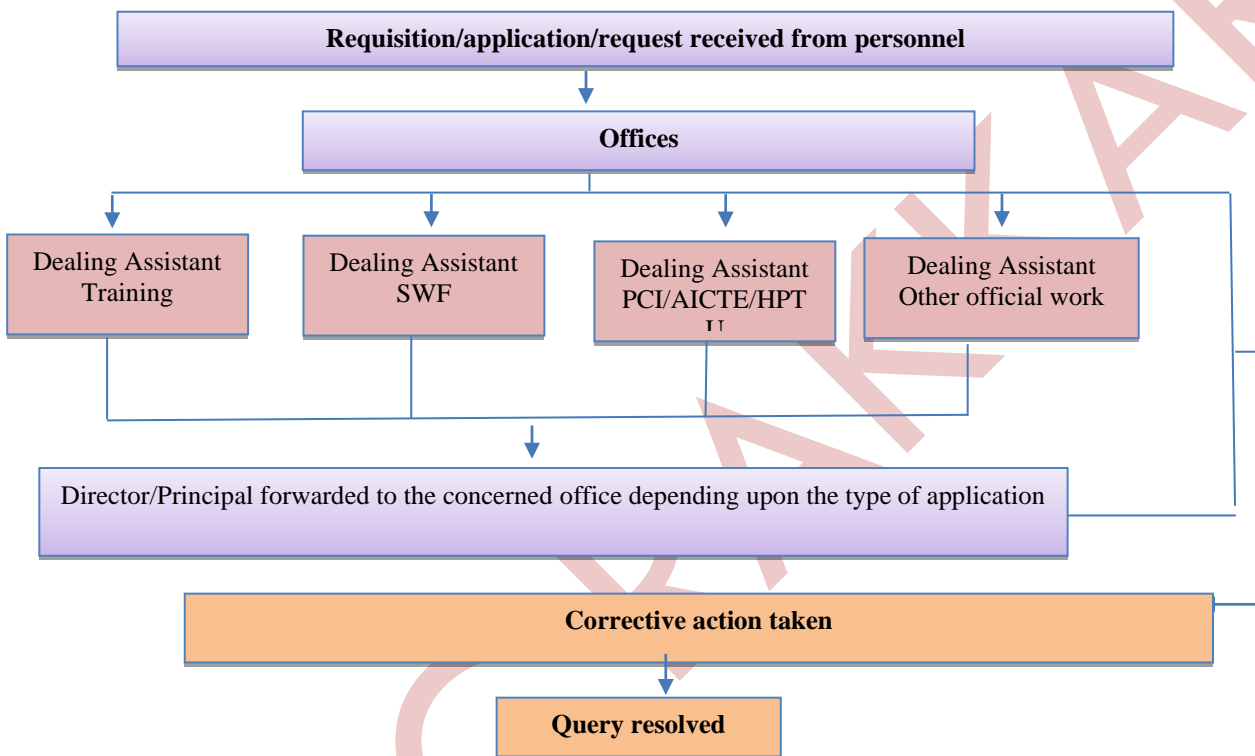 Requisition/application/request received from personnel
Offices
Dealing Assistant
Training
Dealing Assistant
SWF
Dealing Assistant
PCI/AICTE/HPT
U
Dealing Assistant
Other official work
Director/Principal forwarded to the concerned office depending upon the type of application
Corrective action taken
Query resolved